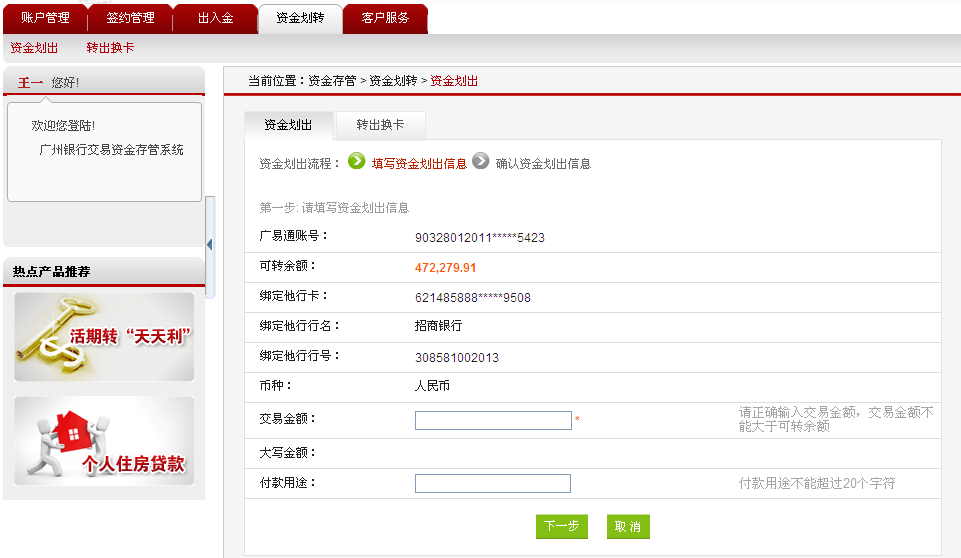 账户管理 签约管理 出入金 资金划转 客户服务
资金划出 转出换卡
王一 您好!
欢迎您登陆!
广州银行交易资金存管系统
热点产品推荐
活期转“天天利”
个人住房贷款
当前位置：资金存管 > 资金划转 > 资金划出
资金划出 转出换卡
资金划出流程： 填写资金划出信息 确认资金划出信息
第一步: 请填写资金划出信息
广易通账号： 90328012011*****5423
可转余额： 472,279.91
绑定他行卡： 621485888*****9508
绑定他行行名： 招商银行
绑定他行行号： 308581002013
币种： 人民币
交易金额： * 请正确输入交易金额，交易金额不
能大于可转余额
大写金额：
付款用途： 付款用途不能超过20个字符
下一步 取 消